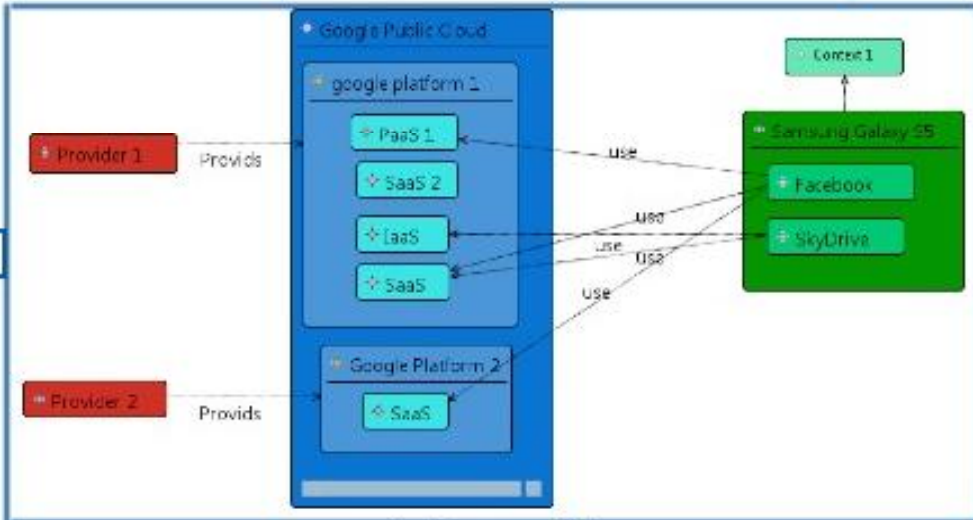 Google Public Cloud
google platform 1
PaaS 1
SaaS 2
IaaS
SaaS
Google Platform 2
SaaS
Provider 1
Provids
Provider 2
Provids
use
use
use
use
use
Context 1
Samsung Galaxy S5
Facebook
SkyDrive